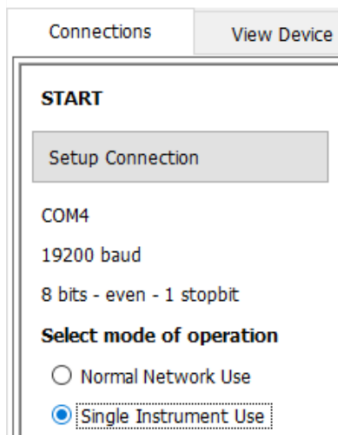 Connections
View Device
START
Setup Connection
COM4
19200 baud
8 bits - even - 1 stopbit
Select mode of operation
Normal Network Use
Single Instrument Use